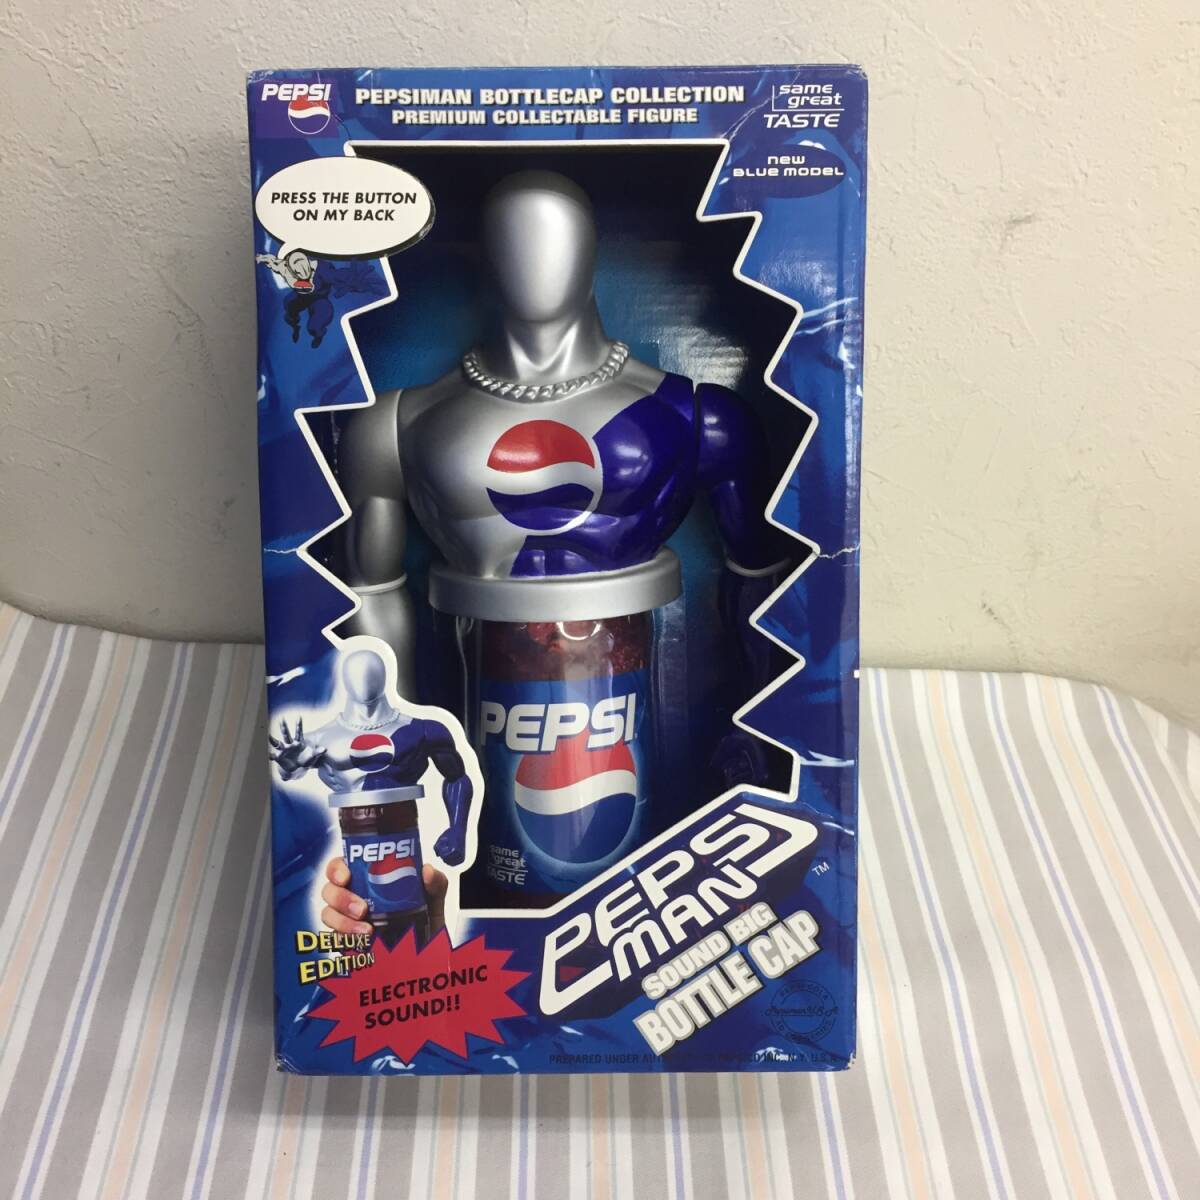 PEPSI
PEPSIMAN BOTTLECAP COLLECTION
PREMIUM COLLECTABLE FIGURE
same
great
TASTE
new
BLUE MODEL
PRESS THE BUTTON
ON MY BACK
PEPSI
same
great
TASTE
PEPSI
DELUXE
EDITION
ELECTRONIC
SOUND!!
PEPSI
MAN
TM
SOUND BIG
BOTTLE CAP
PREPARED UNDER INC. N.Y. U.S.A.